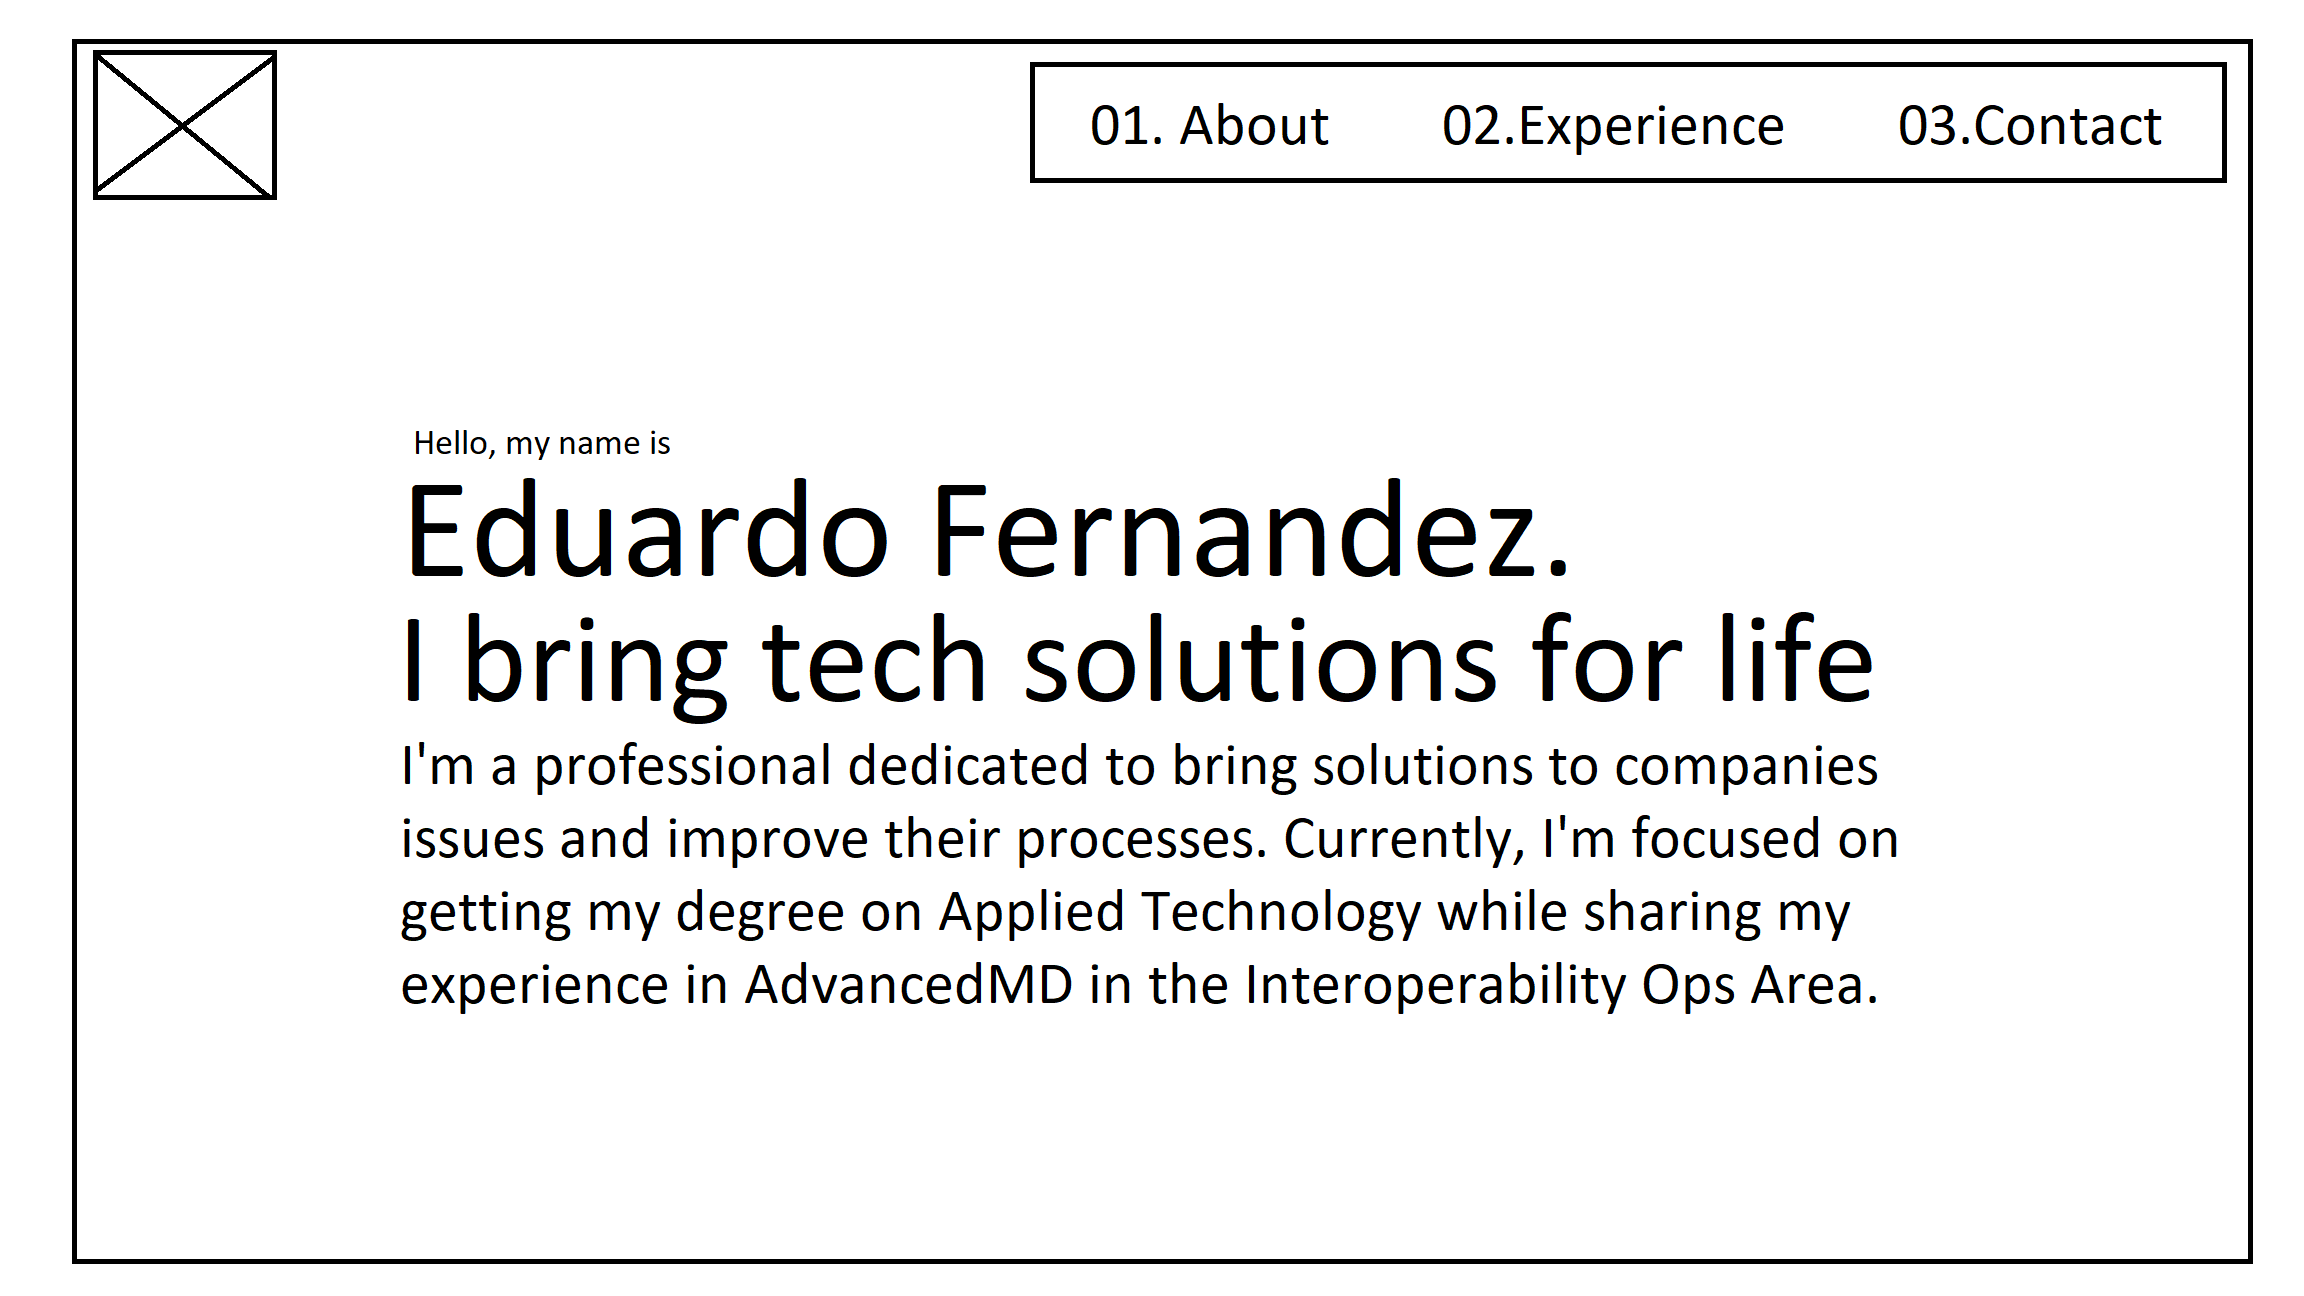 01. About 02.Experience 03.Contact
Hello, my name is
Eduardo Fernandez.
I bring tech solutions for life
I'm a professional dedicated to bring solutions to companies
issues and improve their processes. Currently, I'm focused on
getting my degree on Applied Technology while sharing my
experience in AdvancedMD in the Interoperability Ops Area.